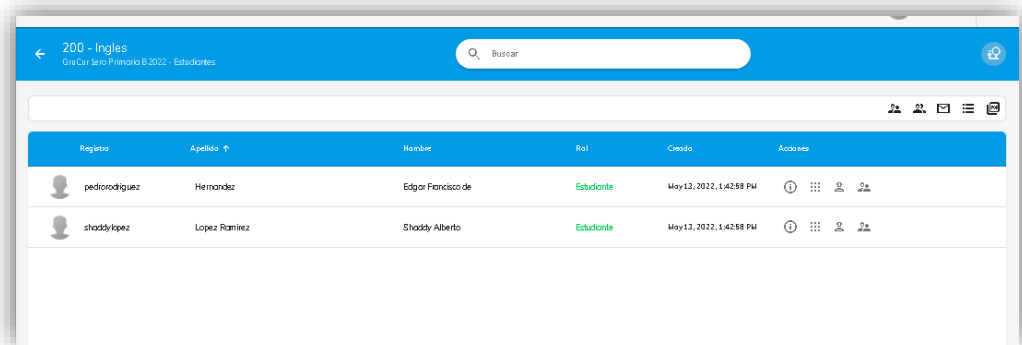 200 - Ingles
GruCur 1ero Primaria B 2022 - Estudiantes
Buscar
Registro Apellido ↑ Nombre Rol Creado Acciones
pedrorodriguez Hernandez Edgar Francisco de Estudiante May 13, 2022, 1:42:58 PM
shaddylopez Lopez Ramirez Shaddy Alberto Estudiante May 13, 2022, 1:42:58 PM